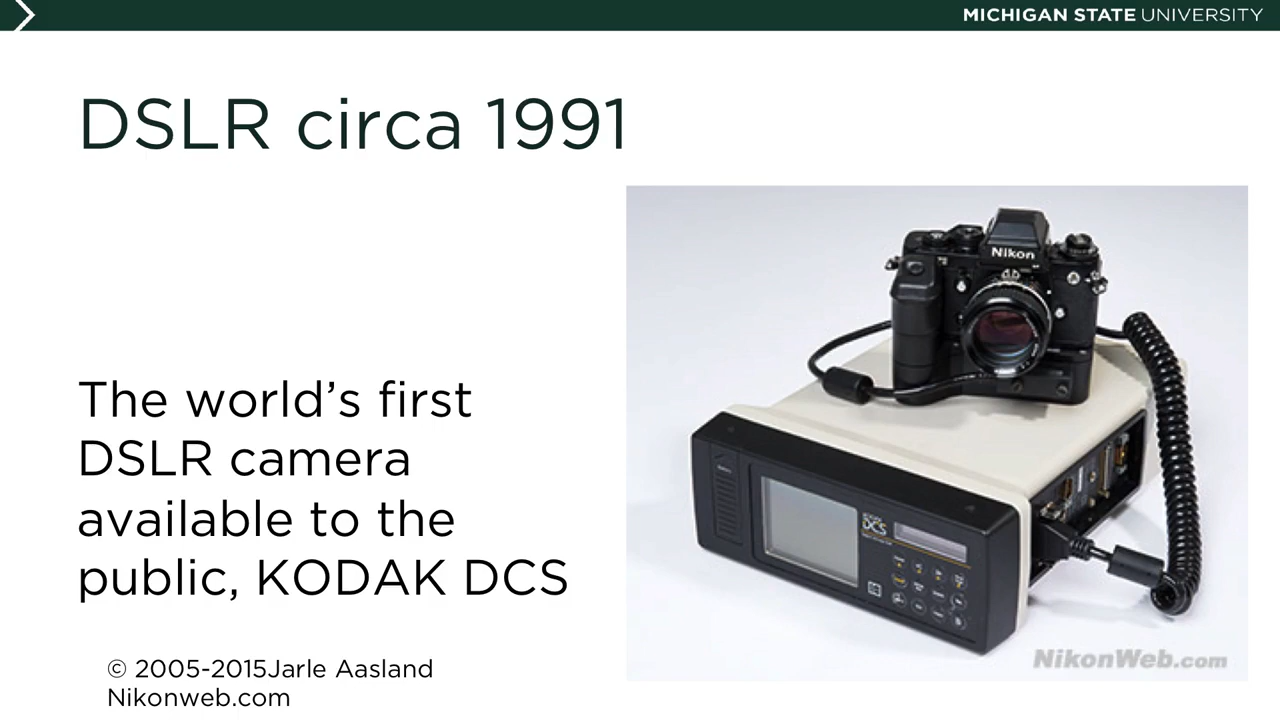 MICHIGAN STATE UNIVERSITY
DSLR circa 1991
The world's first
DSLR camera
available to the
public, KODAK DCS
© 2005-2015Jarle Aasland
Nikonweb.com
Nikon
KODAK
DCS
NikonWeb.com